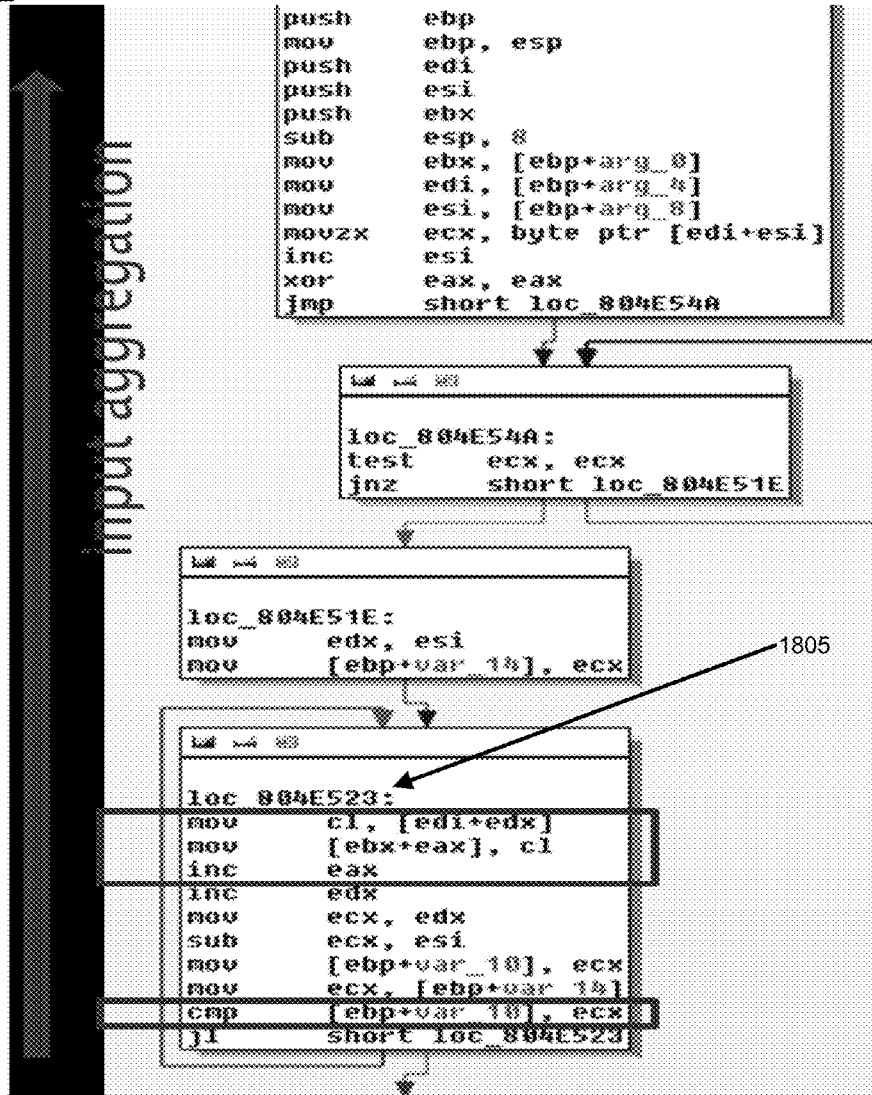 push ebp
mov ebp, esp
push edi
push esi
push ebx
sub esp, 8
mov ebx, [ebp+arg_0]
mov edi, [ebp+arg_4]
mov esi, [ebp+arg_8]
movzx ecx, byte ptr [edi+esi]
inc esi
xor eax, eax
jmp short loc_804E54A
Input aggregation
loc_804E54A:
test ecx, ecx
jnz short loc_804E51E
loc_804E51E:
mov edx, esi
mov [ebp+var_14], ecx
1805
loc_804E523:
mov cl, [edi+edx]
mov [ebx+eax], cl
inc eax
inc edx
mov ecx, edx
sub ecx, esi
mov [ebp+var_10], ecx
mov ecx, [ebp+var_14]
cmp [ebp+var_10], ecx
jl short loc_804E523